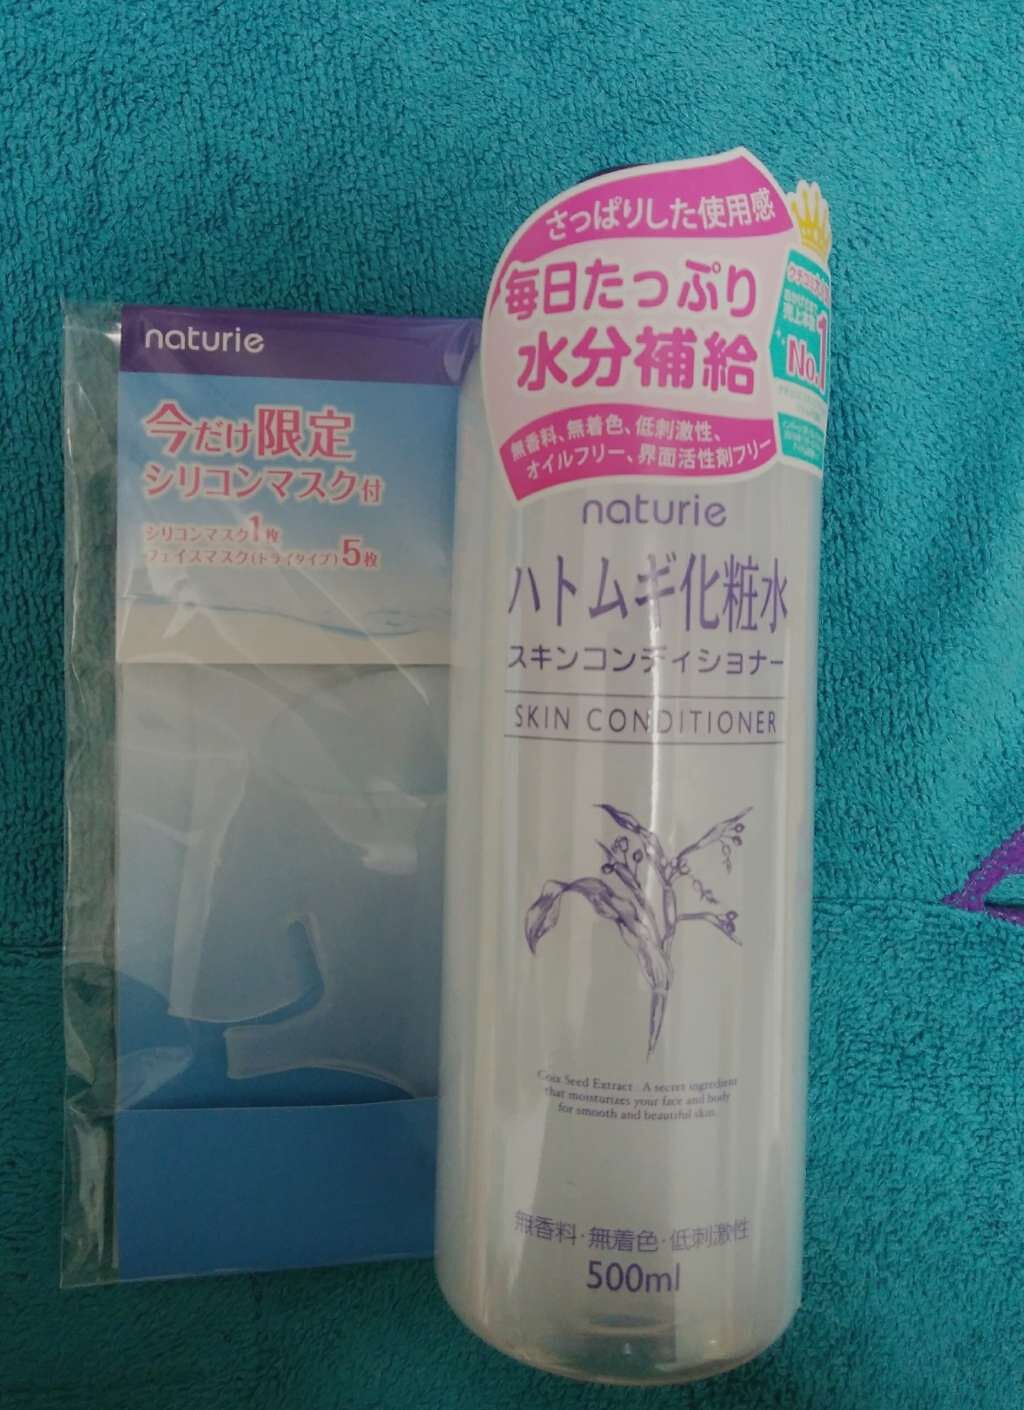 naturie
今だけ限定
シリコンマスク付
シリコンマスク1枚
フェイスマスク(ドライタイプ)5枚
さっぱりした使用感
毎日たっぷり
水分補給
無香料、無着色、低刺激性、
オイルフリー、界面活性剤フリー
No.1
naturie
ハトムギ化粧水
スキンコンディショナー
SKIN CONDITIONER
Coix Seed Extract . A secret ingredient
that moisturizes your face and body
for smooth and beautiful skin.
無香料・無着色・低刺激性
500ml